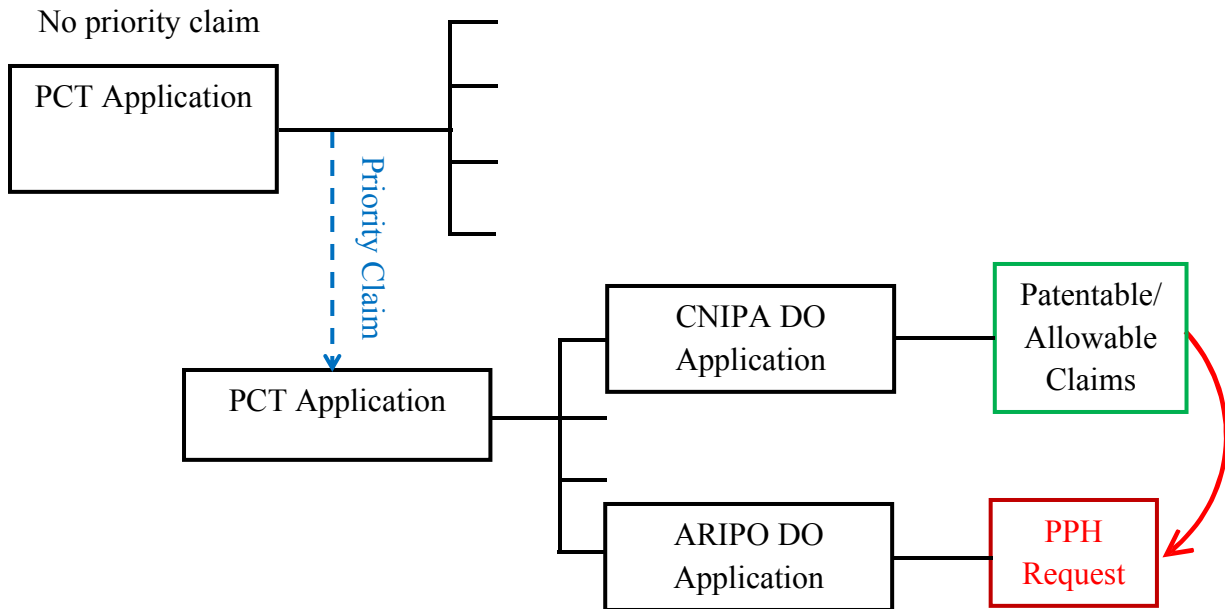 No priority claim
PCT Application
Priority Claim
PCT Application
CNIPA DO
Application
Patentable/
Allowable
Claims
ARIPO DO
Application
PPH
Request